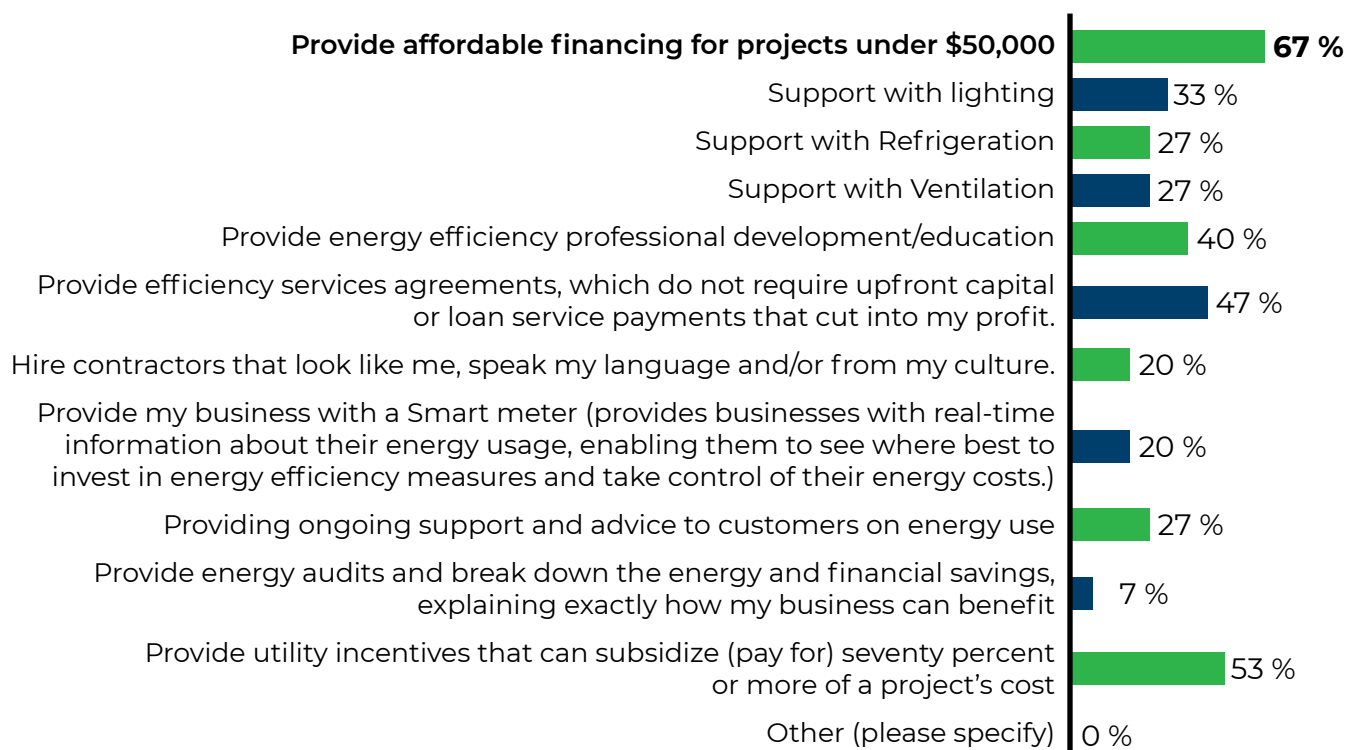 Provide affordable financing for projects under $50,000 67 %
Support with lighting 33 %
Support with Refrigeration 27 %
Support with Ventilation 27 %
Provide energy efficiency professional development/education 40 %
Provide efficiency services agreements, which do not require upfront capital
or loan service payments that cut into my profit. 47 %
Hire contractors that look like me, speak my language and/or from my culture. 20 %
Provide my business with a Smart meter (provides businesses with real-time
information about their energy usage, enabling them to see where best to 20 %
invest in energy efficiency measures and take control of their energy costs.)
Providing ongoing support and advice to customers on energy use 27 %
Provide energy audits and break down the energy and financial savings,
explaining exactly how my business can benefit 7 %
Provide utility incentives that can subsidize (pay for) seventy percent
or more of a project’s cost 53 %
Other (please specify) 0 %